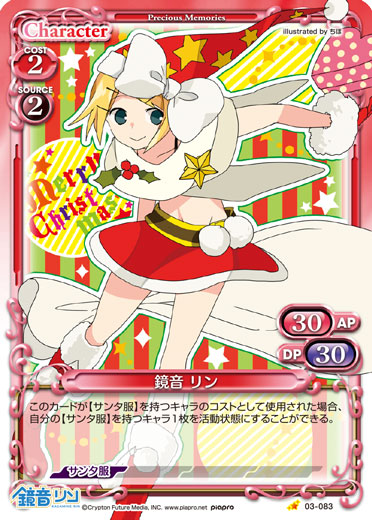 Precious Memories
Character
illustrated by ちほ
COST
2
SOURCE
2
Merry
Christ
mas
30 AP
DP 30
鏡音 リン
このカードが【サンタ服】を持つキャラのコストとして使用された場合、
自分の【サンタ服】を持つキャラ1枚を活動状態にすることができる。
サンタ服
鏡音リン
KAGAMINE RIN
©Crypton Future Media, INC. www.piapro.net piapro
03-083